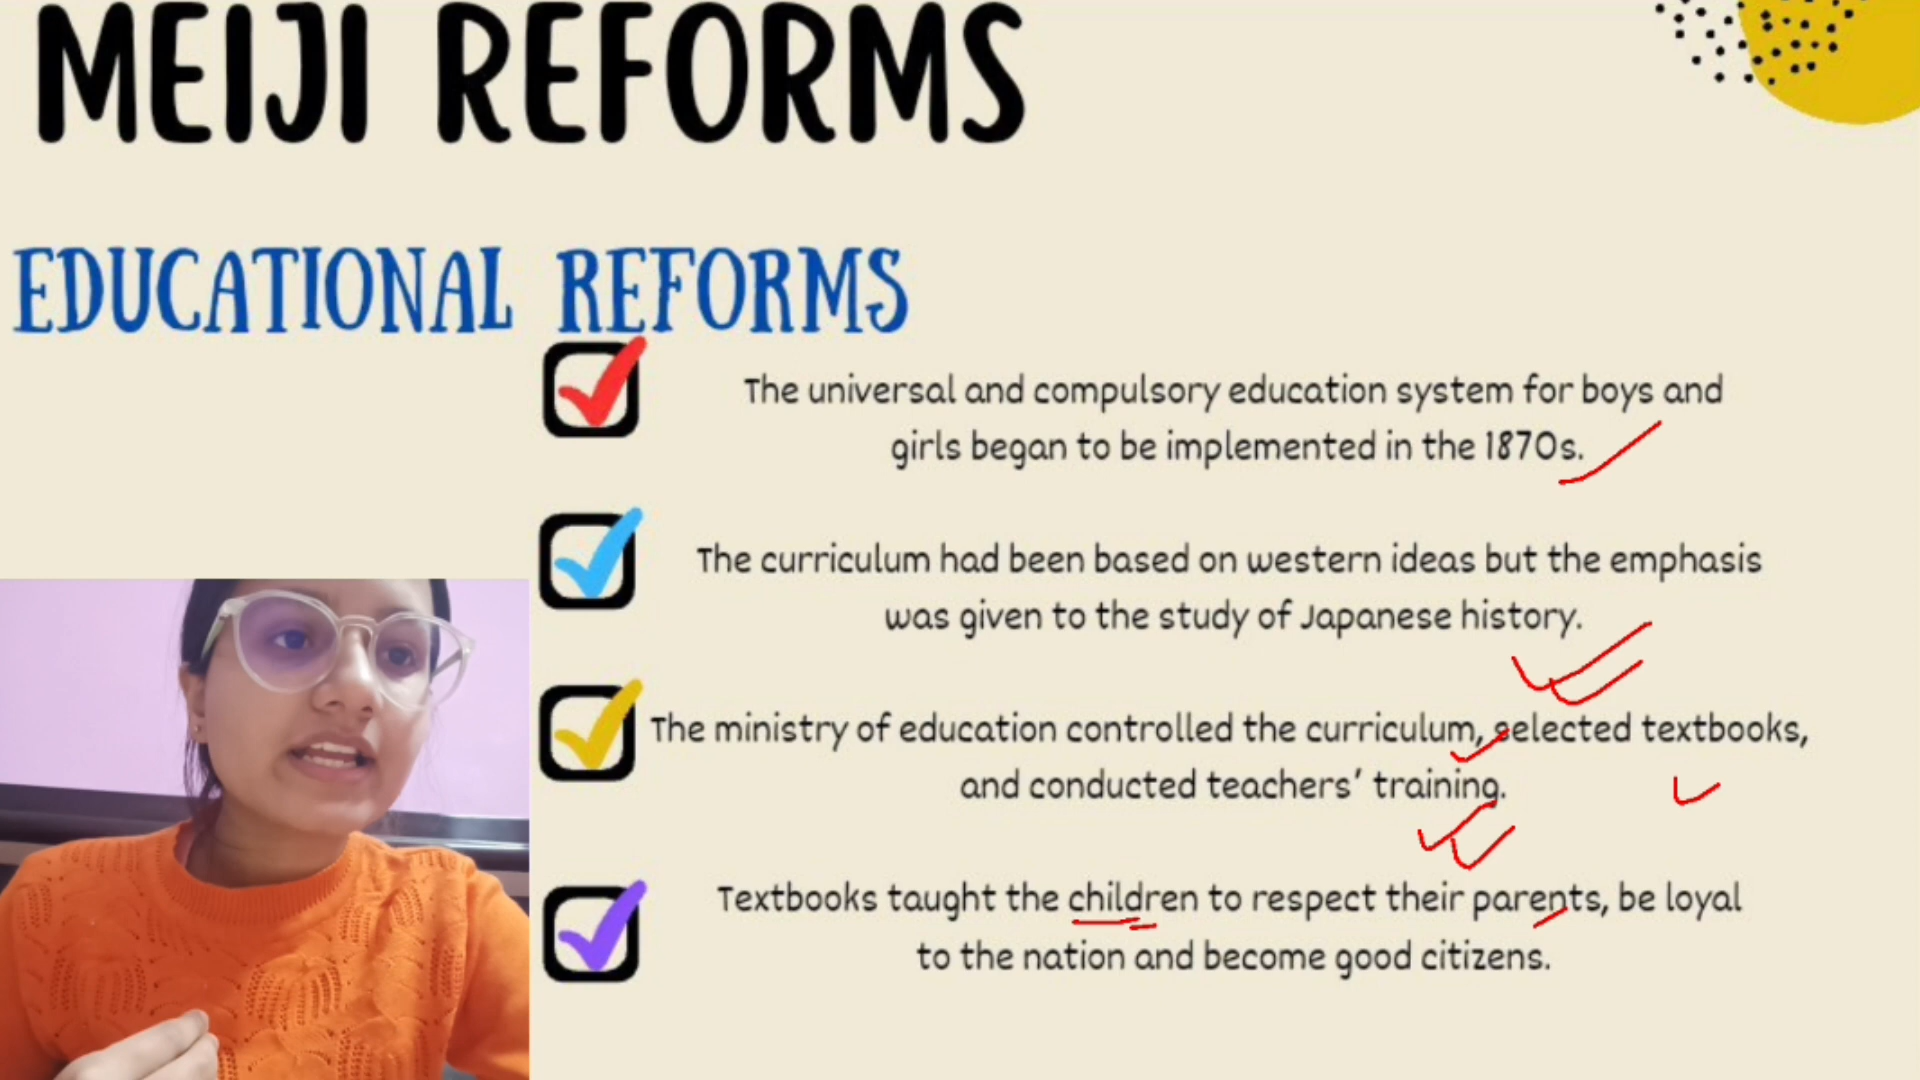 MEIJI REFORMS
EDUCATIONAL REFORMS
The universal and compulsory education system for boys and
girls began to be implemented in the 1870s.
The curriculum had been based on western ideas but the emphasis
was given to the study of Japanese history.
The ministry of education controlled the curriculum, selected textbooks,
and conducted teachers' training.
Textbooks taught the children to respect their parents, be loyal
to the nation and become good citizens.